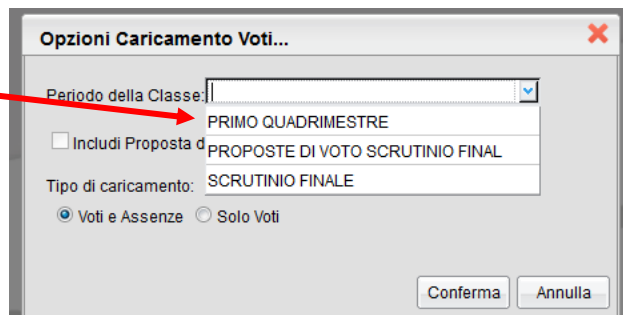 Opzioni Caricamento Voti...
Periodo della Classe:
PRIMO QUADRIMESTRE
Includi Proposta d
PROPOSTE DI VOTO SCRUTINIO FINAL
SCRUTINIO FINALE
Tipo di caricamento:
Voti e Assenze Solo Voti
Conferma Annulla